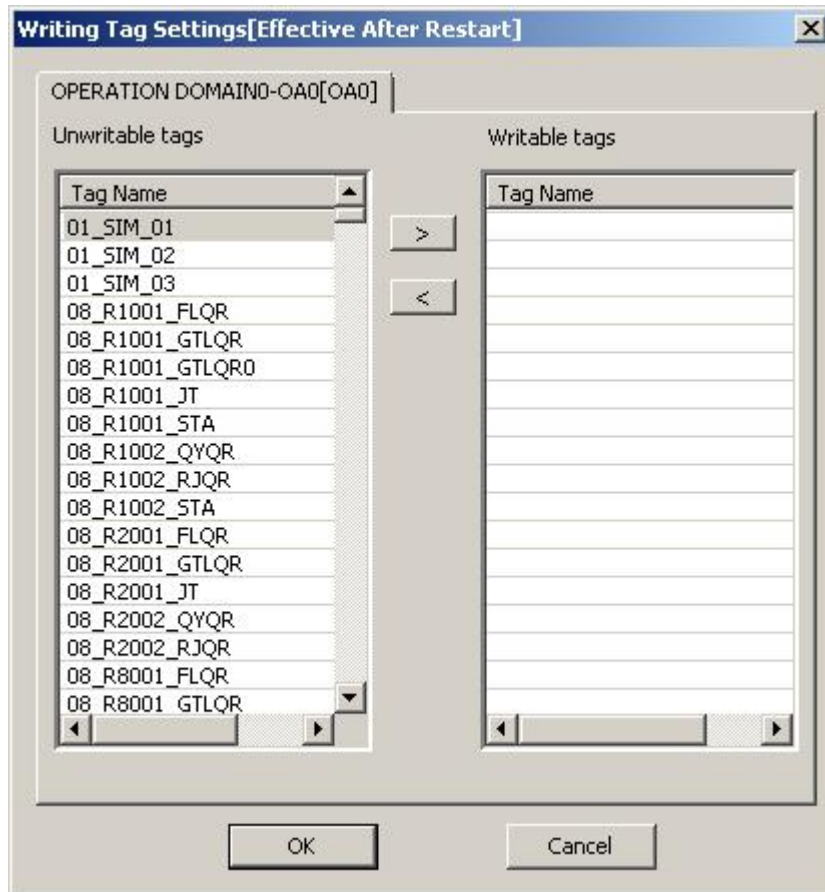 Writing Tag Settings[Effective After Restart]
OPERATION DOMAIN0-OA0[OA0]
Unwritable tags
Tag Name
01_SIM_01
01_SIM_02
01_SIM_03
08_R1001_FLQR
08_R1001_GTLQR
08_R1001_GTLQR0
08_R1001_JT
08_R1001_STA
08_R1002_QYQR
08_R1002_RJQR
08_R1002_STA
08_R2001_FLQR
08_R2001_GTLQR
08_R2001_JT
08_R2002_QYQR
08_R2002_RJQR
08_R8001_FLQR
08_R8001_GTLQR
>
<
Writable tags
Tag Name
OK
Cancel